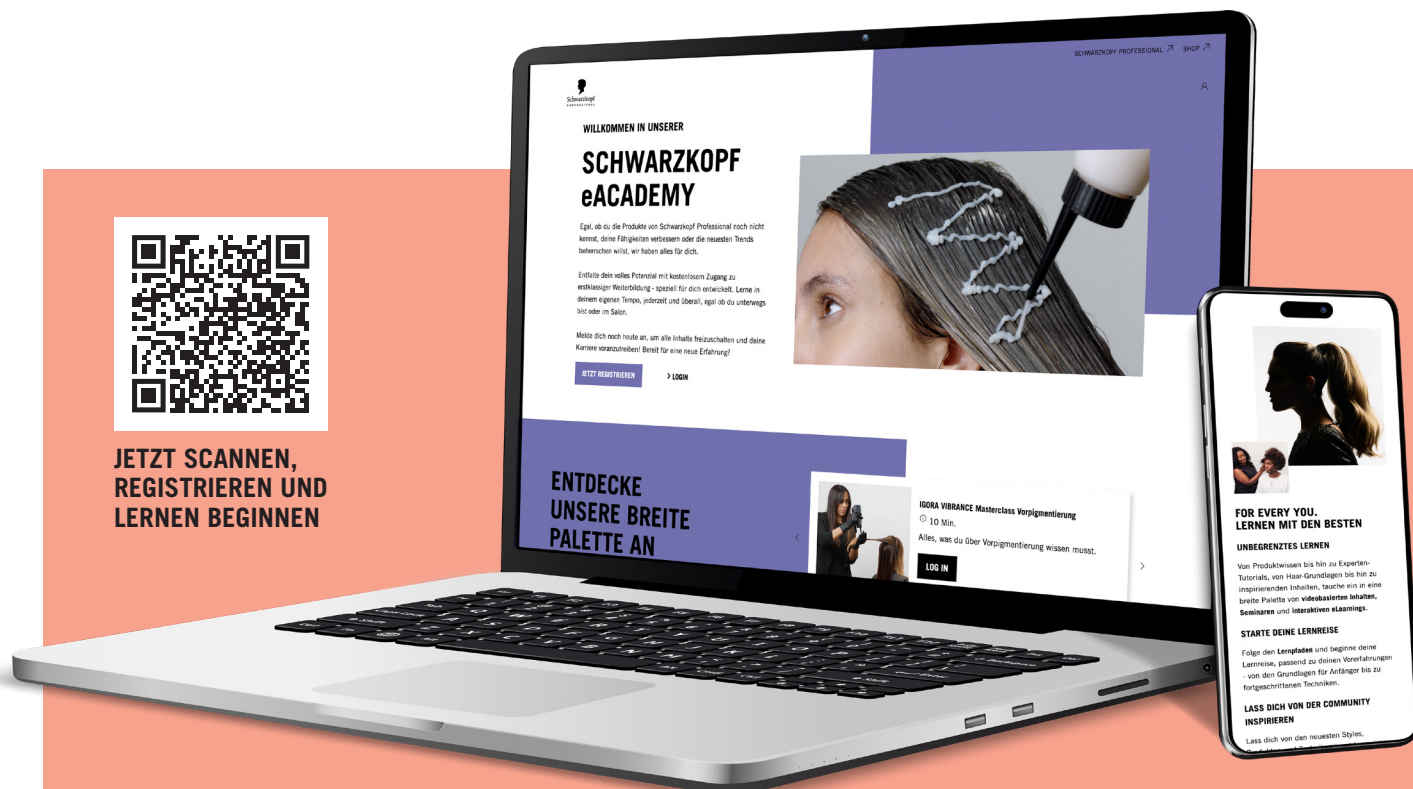 JETZT SCANNEN,
REGISTRIEREN UND
LERNEN BEGINNEN
SCHWARZKOPF PROFESSIONAL
SHOP
Schwarzkopf
PROFESSIONAL
WILLKOMMEN IN UNSERER
SCHWARZKOPF
eACADEMY
Egal, ob du die Produkte von Schwarzkopf Professional noch nicht
kennst, deine Fähigkeiten verbessern oder die neuesten Trends
beherrschen willst, wir haben alles für dich.
Entfalte dein volles Potenzial mit kostenlosem Zugang zu
erstklassiger Weiterbildung - speziell für dich entwickelt. Lerne in
deinem eigenen Tempo, jederzeit und überall, egal ob du unterwegs
bist oder im Salon.
Melde dich noch heute an, um alle Inhalte freizuschalten und deine
Karriere voranzutreiben! Bereit für eine neue Erfahrung?
JETZT REGISTRIEREN
> LOGIN
ENTDECKE
UNSERE BREITE
PALETTE AN
IGORA VIBRANCE Masterclass Vorpigmentierung
10 Min.
Alles, was du über Vorpigmentierung wissen musst.
LOG IN
FOR EVERY YOU.
LERNEN MIT DEN BESTEN
UNBEGRENZTES LERNEN
Von Produktwissen bis hin zu Experten-
Tutorials, von Haar-Grundlagen bis hin zu
inspirierenden Inhalten, tauche ein in eine
breite Palette von videobasierten Inhalten,
Seminaren und interaktiven eLearnings.
STARTE DEINE LERNREISE
Folge den Lernpfaden und beginne deine
Lernreise, passend zu deinen Vorerfahrungen
- von den Grundlagen für Anfänger bis zu
fortgeschrittenen Techniken.
LASS DICH VON DER COMMUNITY
INSPIRIEREN
Lass dich von den neuesten Styles,